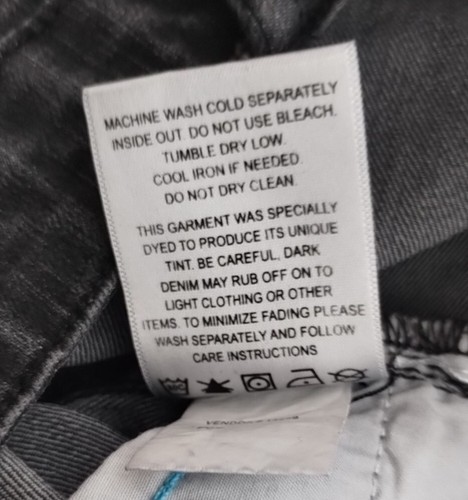 MACHINE WASH COLD SEPARATELY
INSIDE OUT. DO NOT USE BLEACH.
TUMBLE DRY LOW.
COOL IRON IF NEEDED.
DO NOT DRY CLEAN.
THIS GARMENT WAS SPECIALLY
DYED TO PRODUCE ITS UNIQUE
TINT. BE CAREFUL, DARK
DENIM MAY RUB OFF ON TO
LIGHT CLOTHING OR OTHER
ITEMS. TO MINIMIZE FADING PLEASE
WASH SEPARATELY AND FOLLOW
CARE INSTRUCTIONS